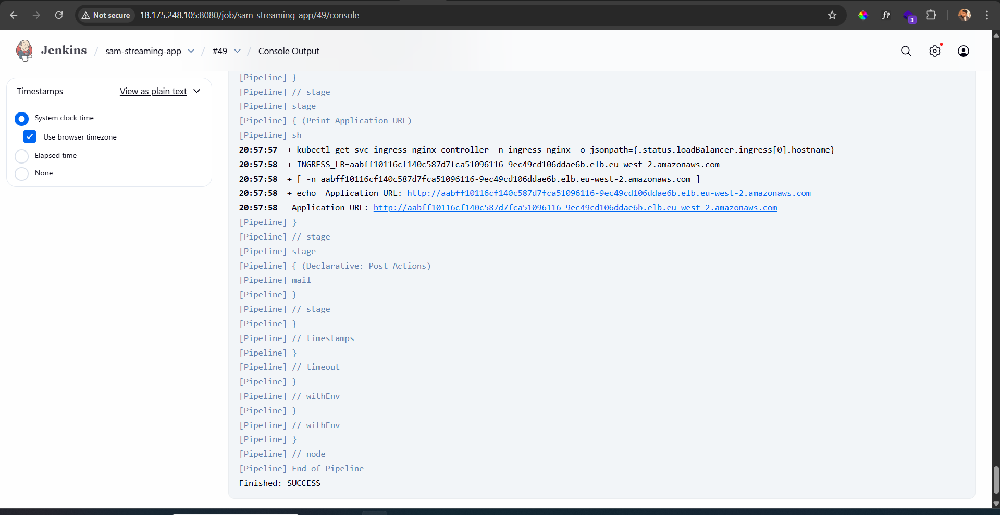 Not secure 18.175.248.105:8080/job/sam-streaming-app/49/console
f?
3
Jenkins / sam-streaming-app / #49 / Console Output
Timestamps View as plain text
System clock time
Use browser timezone
Elapsed time
None
[Pipeline] }
[Pipeline] // stage
[Pipeline] stage
[Pipeline] { (Print Application URL)
[Pipeline] sh
20:57:57 + kubectl get svc ingress-nginx-controller -n ingress-nginx -o jsonpath={.status.loadBalancer.ingress[0].hostname}
20:57:58 + INGRESS_LB=aabff10116cf140c587d7fca51096116-9ec49cd106ddae6b.elb.eu-west-2.amazonaws.com
20:57:58 + [ -n aabff10116cf140c587d7fca51096116-9ec49cd106ddae6b.elb.eu-west-2.amazonaws.com ]
20:57:58 + echo Application URL: http://aabff10116cf140c587d7fca51096116-9ec49cd106ddae6b.elb.eu-west-2.amazonaws.com
20:57:58 Application URL: http://aabff10116cf140c587d7fca51096116-9ec49cd106ddae6b.elb.eu-west-2.amazonaws.com
[Pipeline] }
[Pipeline] // stage
[Pipeline] stage
[Pipeline] { (Declarative: Post Actions)
[Pipeline] mail
[Pipeline] }
[Pipeline] // stage
[Pipeline] }
[Pipeline] // timestamps
[Pipeline] }
[Pipeline] // timeout
[Pipeline] }
[Pipeline] // withEnv
[Pipeline] }
[Pipeline] // withEnv
[Pipeline] }
[Pipeline] // node
[Pipeline] End of Pipeline
Finished: SUCCESS